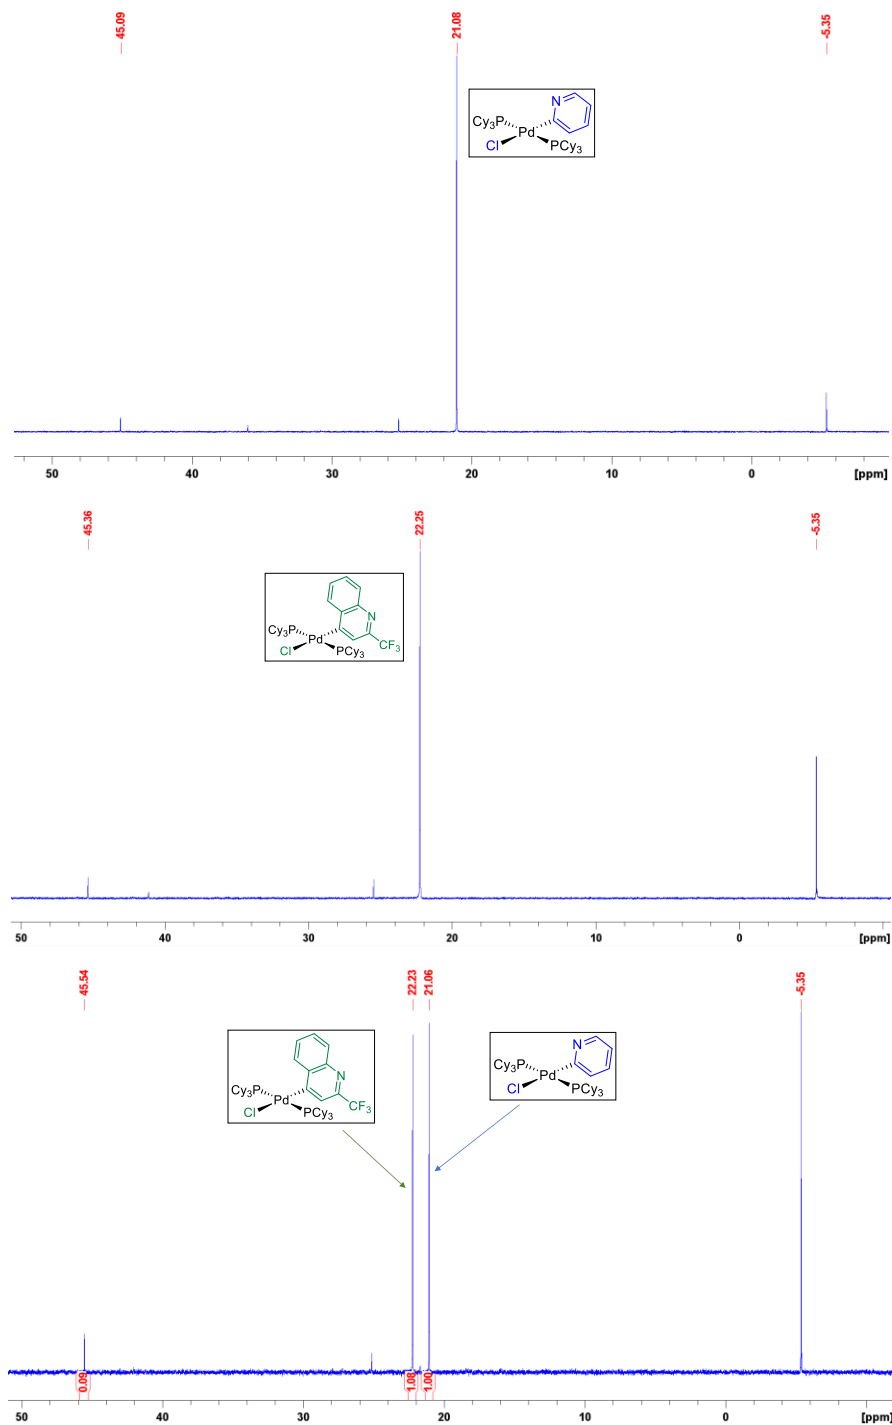 45.09 21.08 -5.35
N
Cy3P Pd
Cl PCy3
50 40 30 20 10 0 [ppm]
45.36 22.25 -5.35
N
Cy3P Pd CF3
Cl PCy3
50 40 30 20 10 0 [ppm]
45.54 22.23 21.06 -5.35
N N
Cy3P Pd CF3 Cy3P Pd
Cl PCy3 Cl PCy3
0.09 1.08 1.00
50 40 30 20 10 0 [ppm]